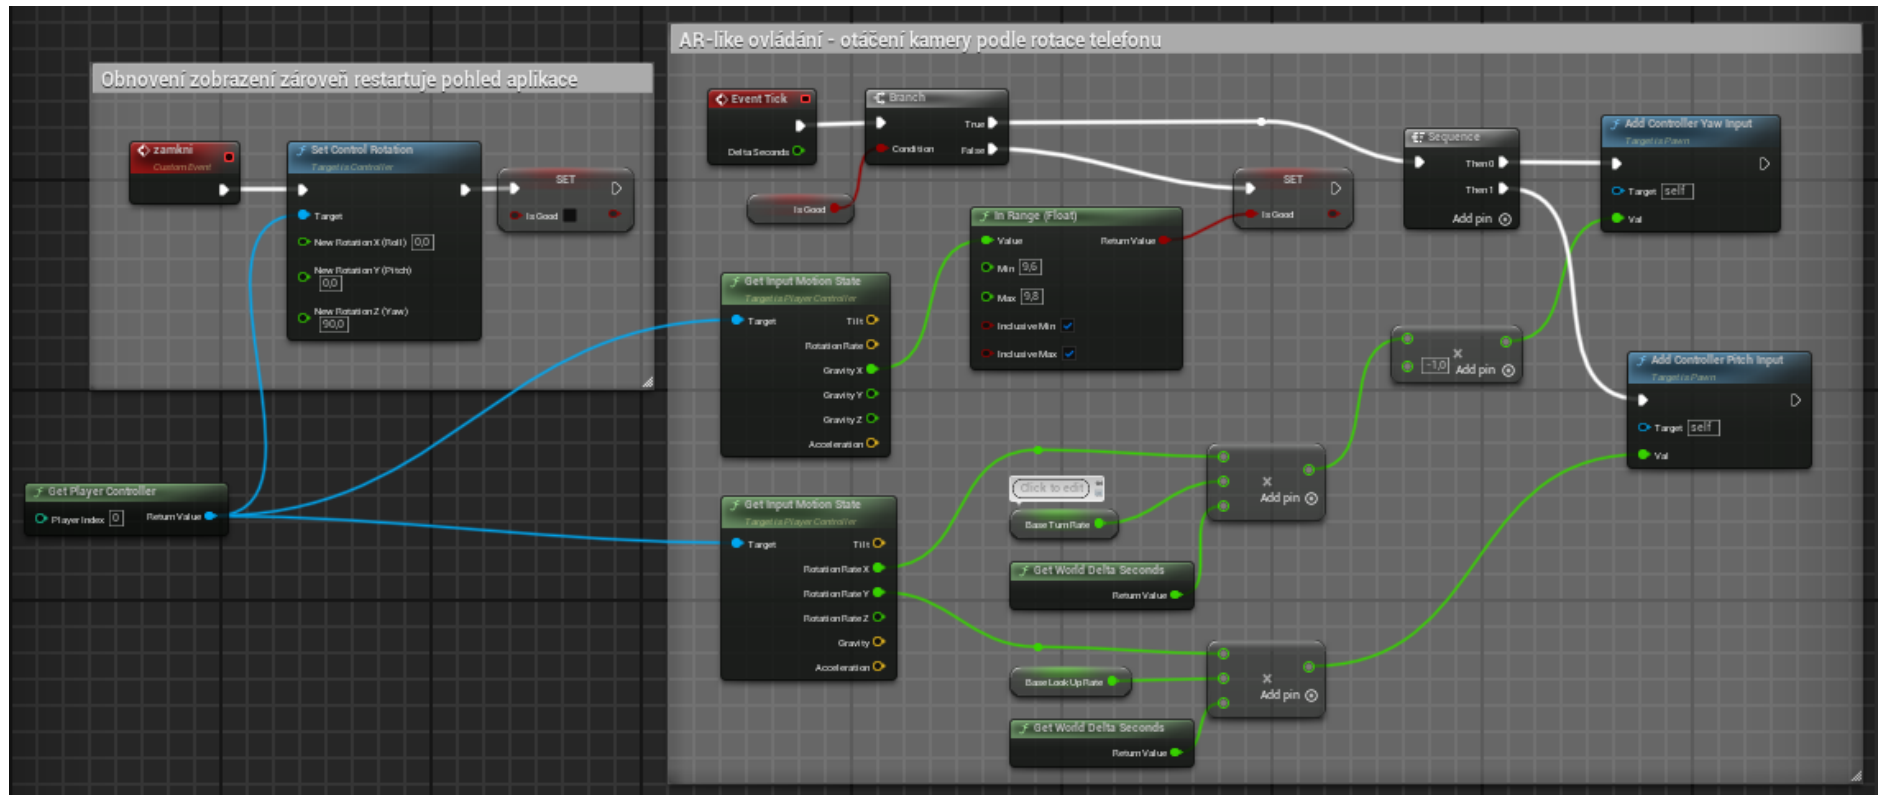 Obnovení zobrazení zároveň restartuje pohled aplikace
zamkni
Custom Event
Set Control Rotation
Target is Controller
Target
New Rotation X (Roll) 0,0
New Rotation Y (Pitch)
0,0
New Rotation Z (Yaw)
90,0
SET
Is Good
Get Player Controller
Player Index 0
Return Value
AR-like ovládání - otáčení kamery podle rotace telefonu
Event Tick
Delta Seconds
Branch
True
Condition
False
Is Good
Get Input Motion State
Target is Player Controller
Target
Tilt
Rotation Rate
Gravity X
Gravity Y
Gravity Z
Acceleration
In Range (Float)
Value
Return Value
Min 9,6
Max 9,8
Inclusive Min
Inclusive Max
SET
Is Good
Sequence
Then 0
Then 1
Add pin
Add Controller Yaw Input
Target is Pawn
Target self
Val
-1,0
Add pin
Add Controller Pitch Input
Target is Pawn
Target self
Val
Get Input Motion State
Target is Player Controller
Target
Tilt
Rotation Rate X
Rotation Rate Y
Rotation Rate Z
Gravity
Acceleration
Click to edit
Base Turn Rate
Get World Delta Seconds
Return Value
Add pin
Base Look Up Rate
Get World Delta Seconds
Return Value
Add pin